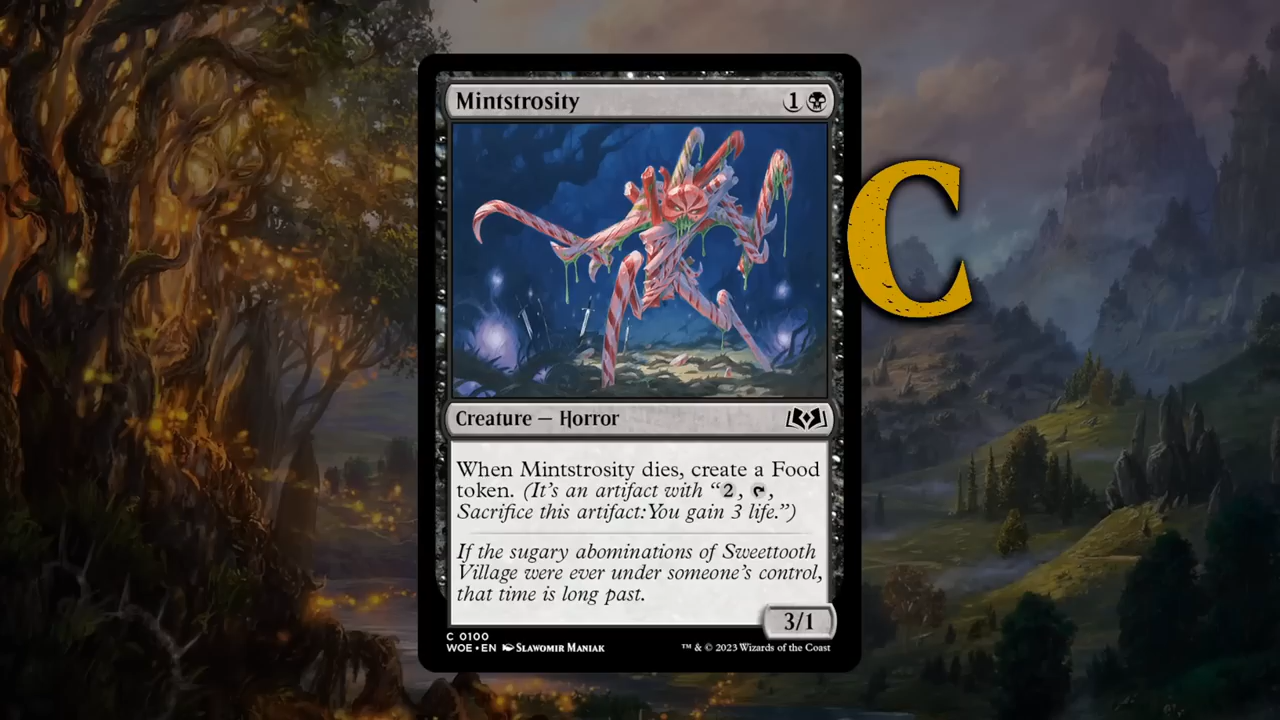 Mintstrosity 1
C
Creature — Horror
When Mintstrosity dies, create a Food
token. (It's an artifact with “2, ,
Sacrifice this artifact:You gain 3 life.”)
If the sugary abominations of Sweettooth
Village were ever under someone's control,
that time is long past.
3/1
C 0100
WOE • EN Slawomir Maniak
™ & © 2023 Wizards of the Coast